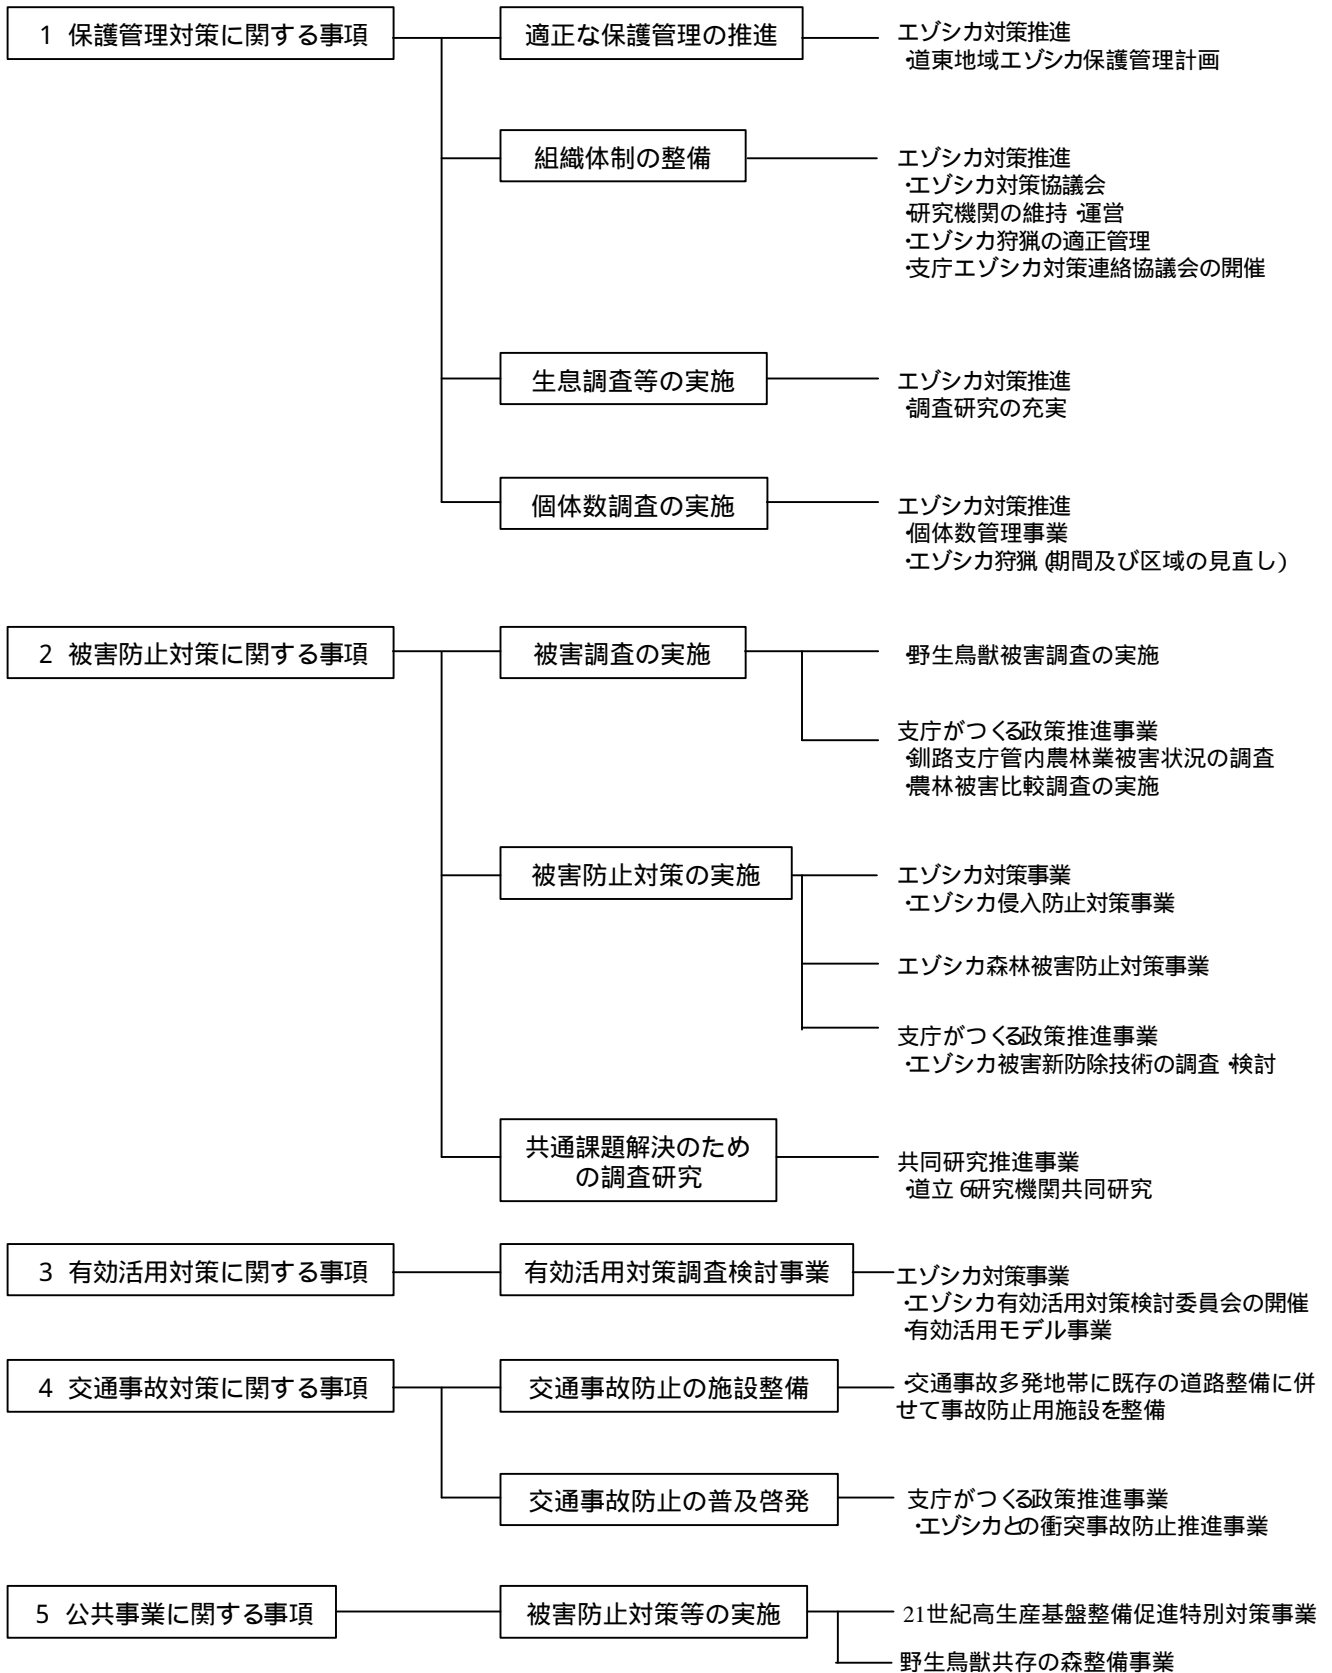 1 保護管理対策に関する事項
適正な保護管理の推進
エゾシカ対策推進
・道東地域エゾシカ保護管理計画
組織体制の整備
エゾシカ対策推進
・エゾシカ対策協議会
・研究機関の維持・運営
・エゾシカ狩猟の適正管理
・支庁エゾシカ対策連絡協議会の開催
生息調査等の実施
エゾシカ対策推進
・調査研究の充実
個体数調査の実施
エゾシカ対策推進
・個体数管理事業
・エゾシカ狩猟(期間及び区域の見直し)
2 被害防止対策に関する事項
被害調査の実施
・野生鳥獣被害調査の実施
支庁がつくる政策推進事業
・釧路支庁管内農林業被害状況の調査
・農林被害比較調査の実施
被害防止対策の実施
エゾシカ対策事業
・エゾシカ侵入防止対策事業
エゾシカ森林被害防止対策事業
支庁がつくる政策推進事業
・エゾシカ被害新防除技術の調査・検討
共通課題解決のため
の調査研究
共同研究推進事業
・道立6研究機関共同研究
3 有効活用対策に関する事項
有効活用対策調査検討事業
エゾシカ対策事業
・エゾシカ有効活用対策検討委員会の開催
・有効活用モデル事業
4 交通事故対策に関する事項
交通事故防止の施設整備
・交通事故多発地帯に既存の道路整備に併
せて事故防止用施設を整備
交通事故防止の普及啓発
支庁がつくる政策推進事業
・エゾシカとの衝突事故防止推進事業
5 公共事業に関する事項
被害防止対策等の実施
21世紀高生産基盤整備促進特別対策事業
野生鳥獣共存の森整備事業